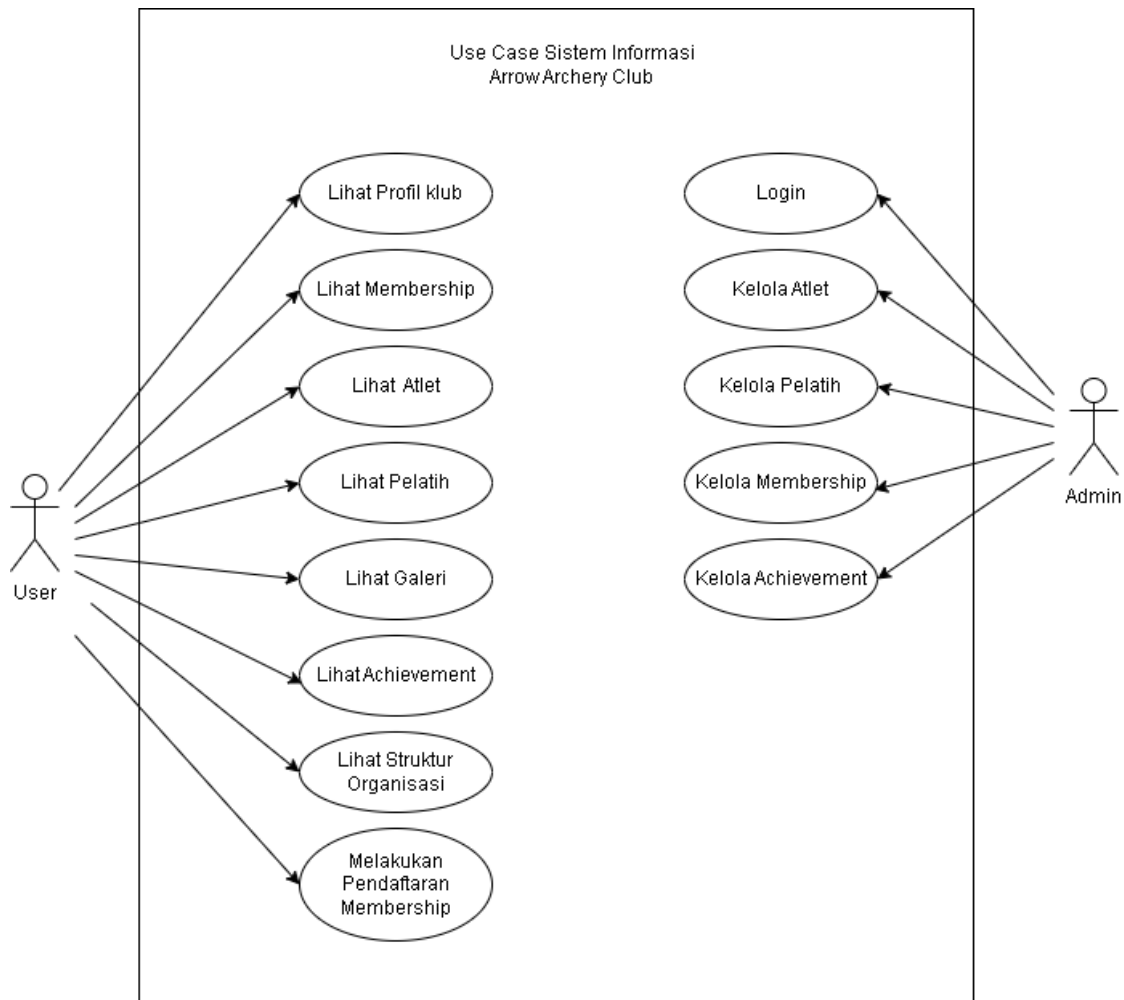 Use Case Sistem Informasi
Arrow Archery Club
Lihat Profil klub
Lihat Membership
Lihat Atlet
Lihat Pelatih
Lihat Galeri
Lihat Achievement
Lihat Struktur
Organisasi
Melakukan
Pendaftaran
Membership
Login
Kelola Atlet
Kelola Pelatih
Kelola Membership
Kelola Achievement
User
Admin